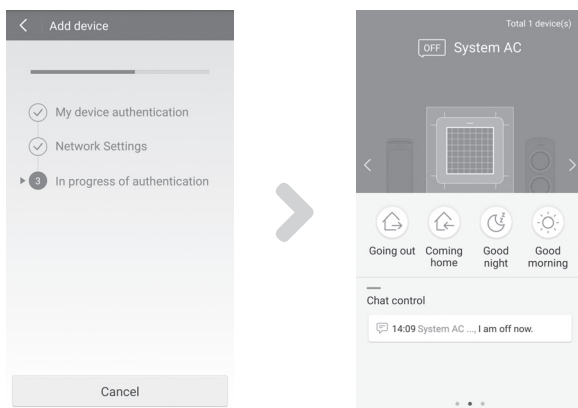 Add device
My device authentication
Network Settings
3 In progress of authentication
Cancel
Total 1 device(s)
OFF System AC
Going out
Coming
home
Good
night
Good
morning
Chat control
14:09 System AC ..., I am off now.